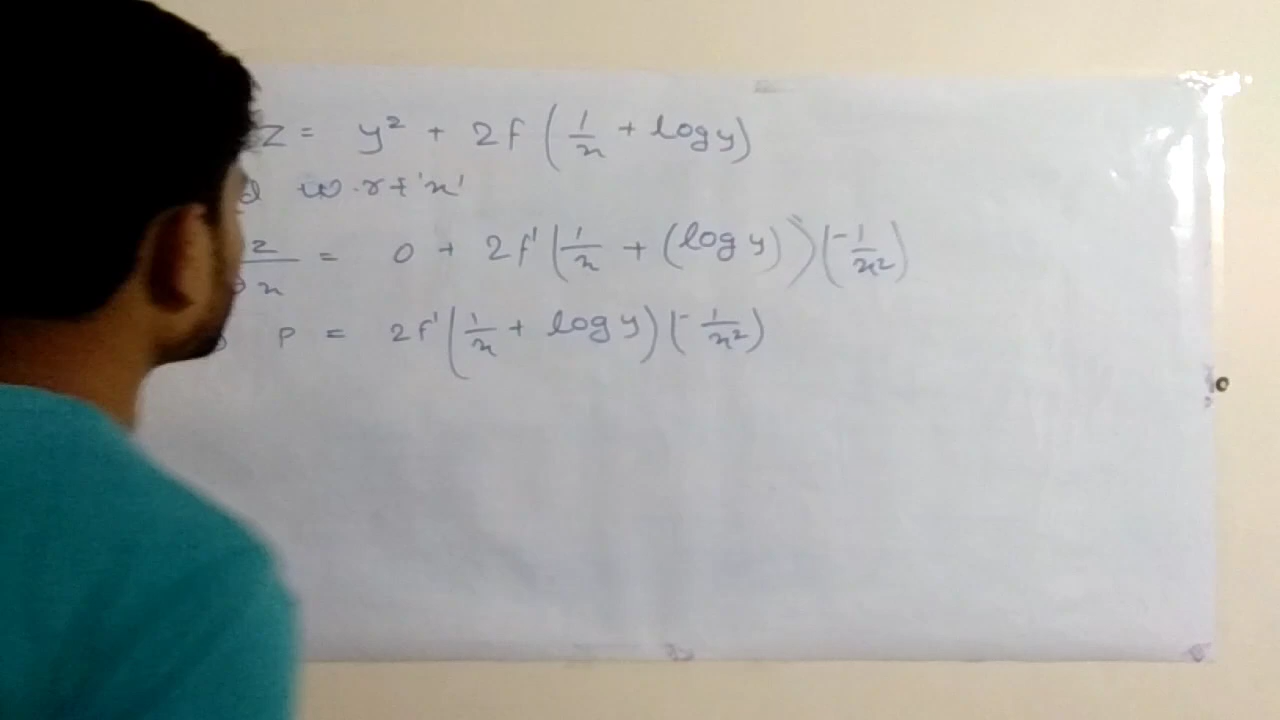 z = y² + 2f (1/x + log y)
w.r.t 'x'
z/∂x = 0 + 2f' (1/x + (log y)) (-1/x²)
P = 2f' (1/x + log y) (-1/x²)